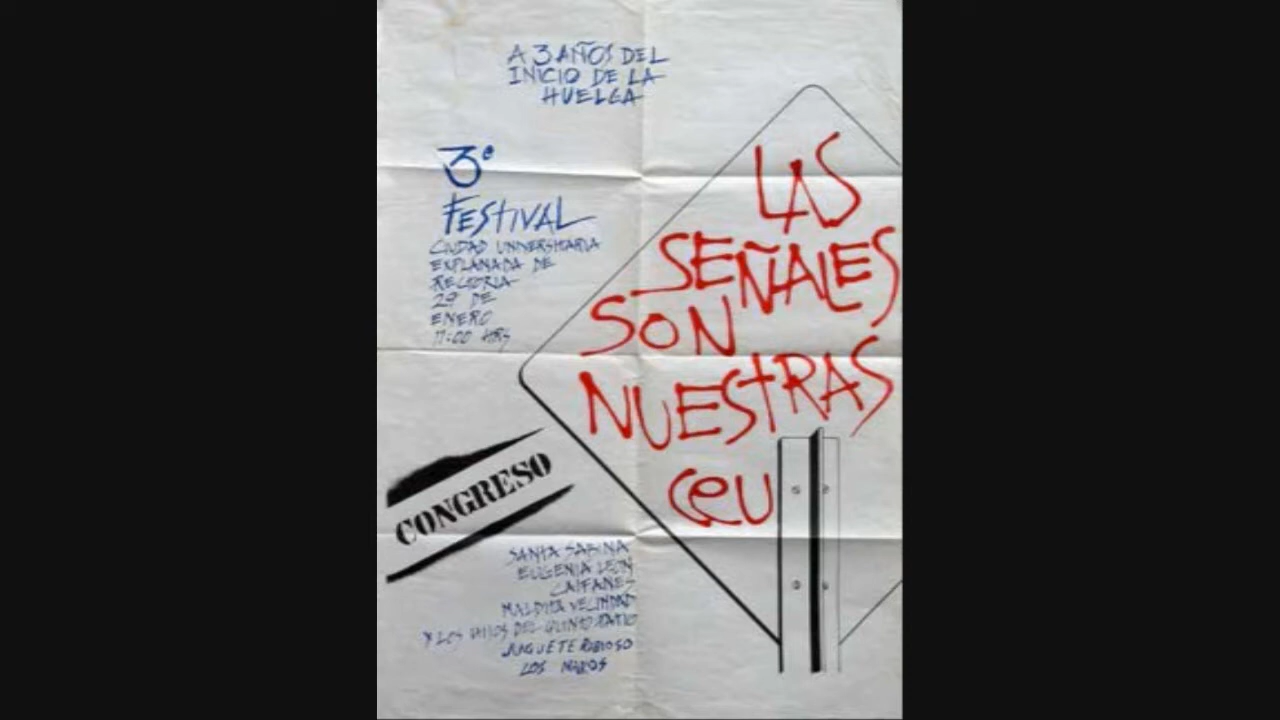 A 3 AÑOS DEL
INICIO DE LA
HUELGA
3º
FESTIVAL
CIUDAD UNIVERSITARIA
EXPLANADA DE
RECTORIA
29 DE
ENERO
11:00 HRS
LAS
SEÑALES
SON
NUESTRAS
CEU
CONGRESO
SANTA SABINA
EUGENIA LEON
CAIFANES
MALDITA VECINDAD
Y LOS HIJOS DEL QUINTO PATIO
JUGUETE RABIOSO
LOS